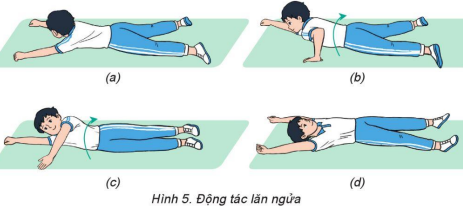 (a)
(b)
(c)
(d)
Hình 5. Động tác lăn ngửa